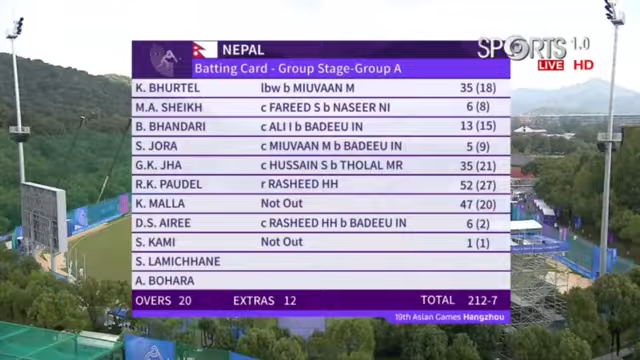 NEPAL
SPORTS 1.0
LIVE HD
Batting Card - Group Stage-Group A
K. BHURTEL lbw b MIUVAAN M 35 (18)
M.A. SHEIKH c FAREED S b NASEER NI 6 (8)
B. BHANDARI c ALI I b BADEEU IN 13 (15)
S. JORA c MIUVAAN M b BADEEU IN 5 (9)
G.K. JHA c HUSSAIN S b THOLAL MR 35 (21)
R.K. PAUDEL r RASHEED HH 52 (27)
K. MALLA Not Out 47 (20)
D.S. AIREE c RASHEED HH b BADEEU IN 6 (2)
S. KAMI Not Out 1 (1)
S. LAMICHHANE
A. BOHARA
OVERS 20 EXTRAS 12 TOTAL 212-7
19th Asian Games Hangzhou